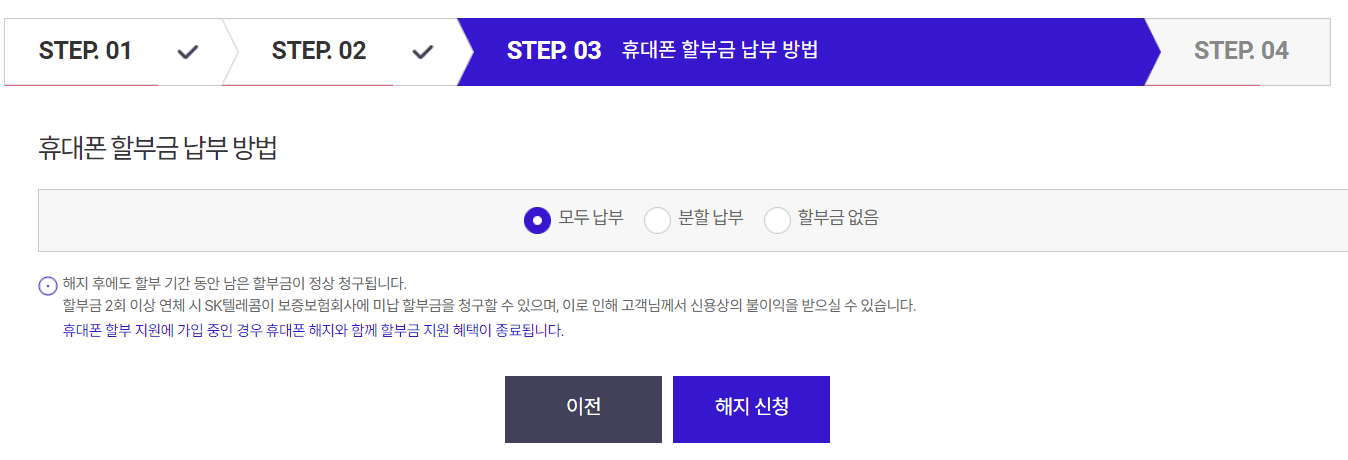 STEP. 01 STEP. 02 STEP. 03 휴대폰 할부금 납부 방법 STEP. 04
휴대폰 할부금 납부 방법
모두 납부 분할 납부 할부금 없음
해지 후에도 할부 기간 동안 남은 할부금이 정상 청구됩니다.
할부금 2회 이상 연체 시 SK텔레콤이 보증보험회사에 미납 할부금을 청구할 수 있으며, 이로 인해 고객님께서 신용상의 불이익을 받으실 수 있습니다.
휴대폰 할부 지원에 가입 중인 경우 휴대폰 해지와 함께 할부금 지원 혜택이 종료됩니다.
이전 해지 신청